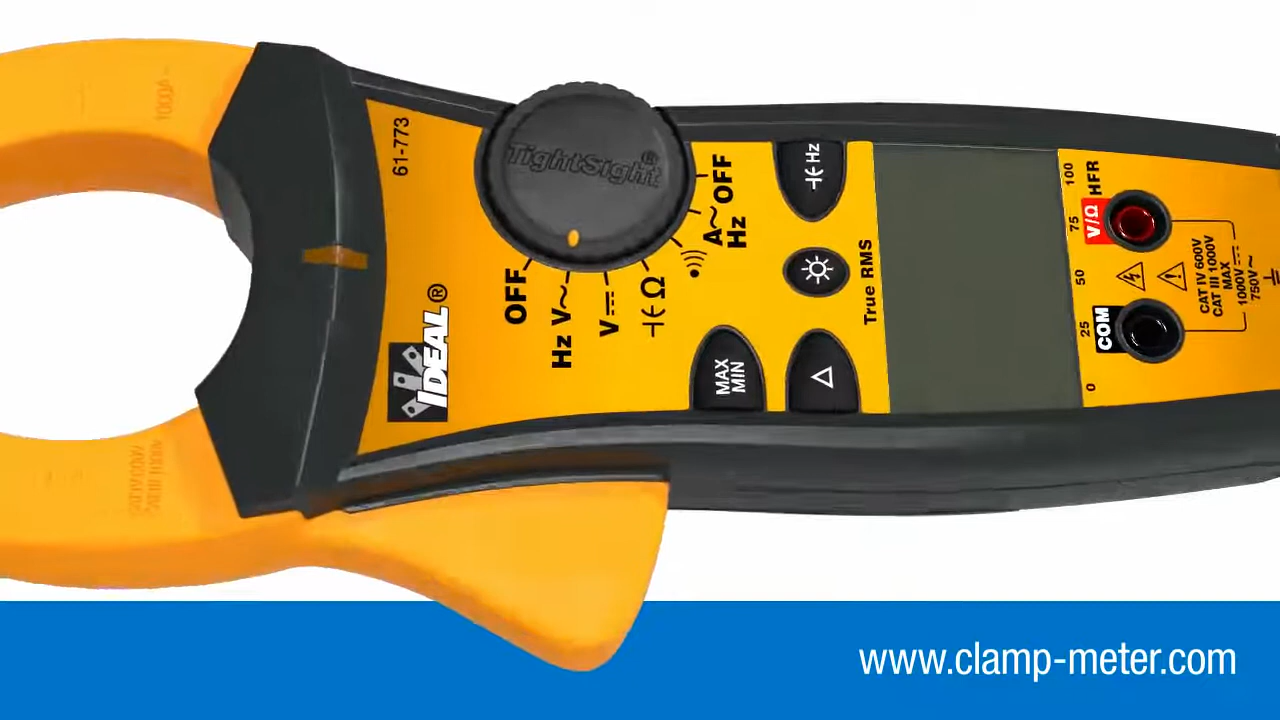 1000A~
61-773
TightSight®
IDEAL®
OFF
Hz V~
V
Ω
A~
Hz
OFF
Hz
MAX
MIN
Δ
True RMS
0 25 50 75 100
HFR
V/Ω
COM
CAT IV 600V
CAT III 1000V
MAX
1000V
750V~
www.clamp-meter.com